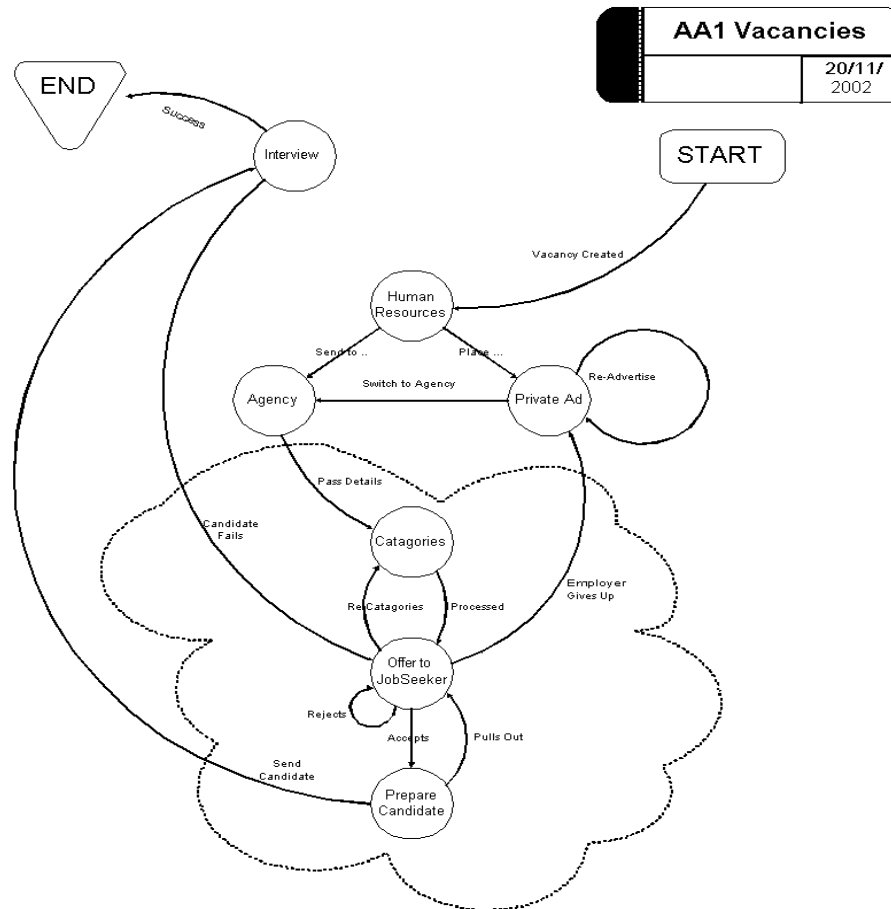 AA1 Vacancies
20/11/
2002
END
Success
Interview
START
Vacancy Created
Human
Resources
Send to ..
Place ...
Agency
Switch to Agency
Private Ad
Re-Advertise
Pass Details
Candidate
Fails
Catagories
Employer
Gives Up
Re-Catagories
Processed
Offer to
JobSeeker
Rejects
Accepts
Pulls Out
Send
Candidate
Prepare
Candidate